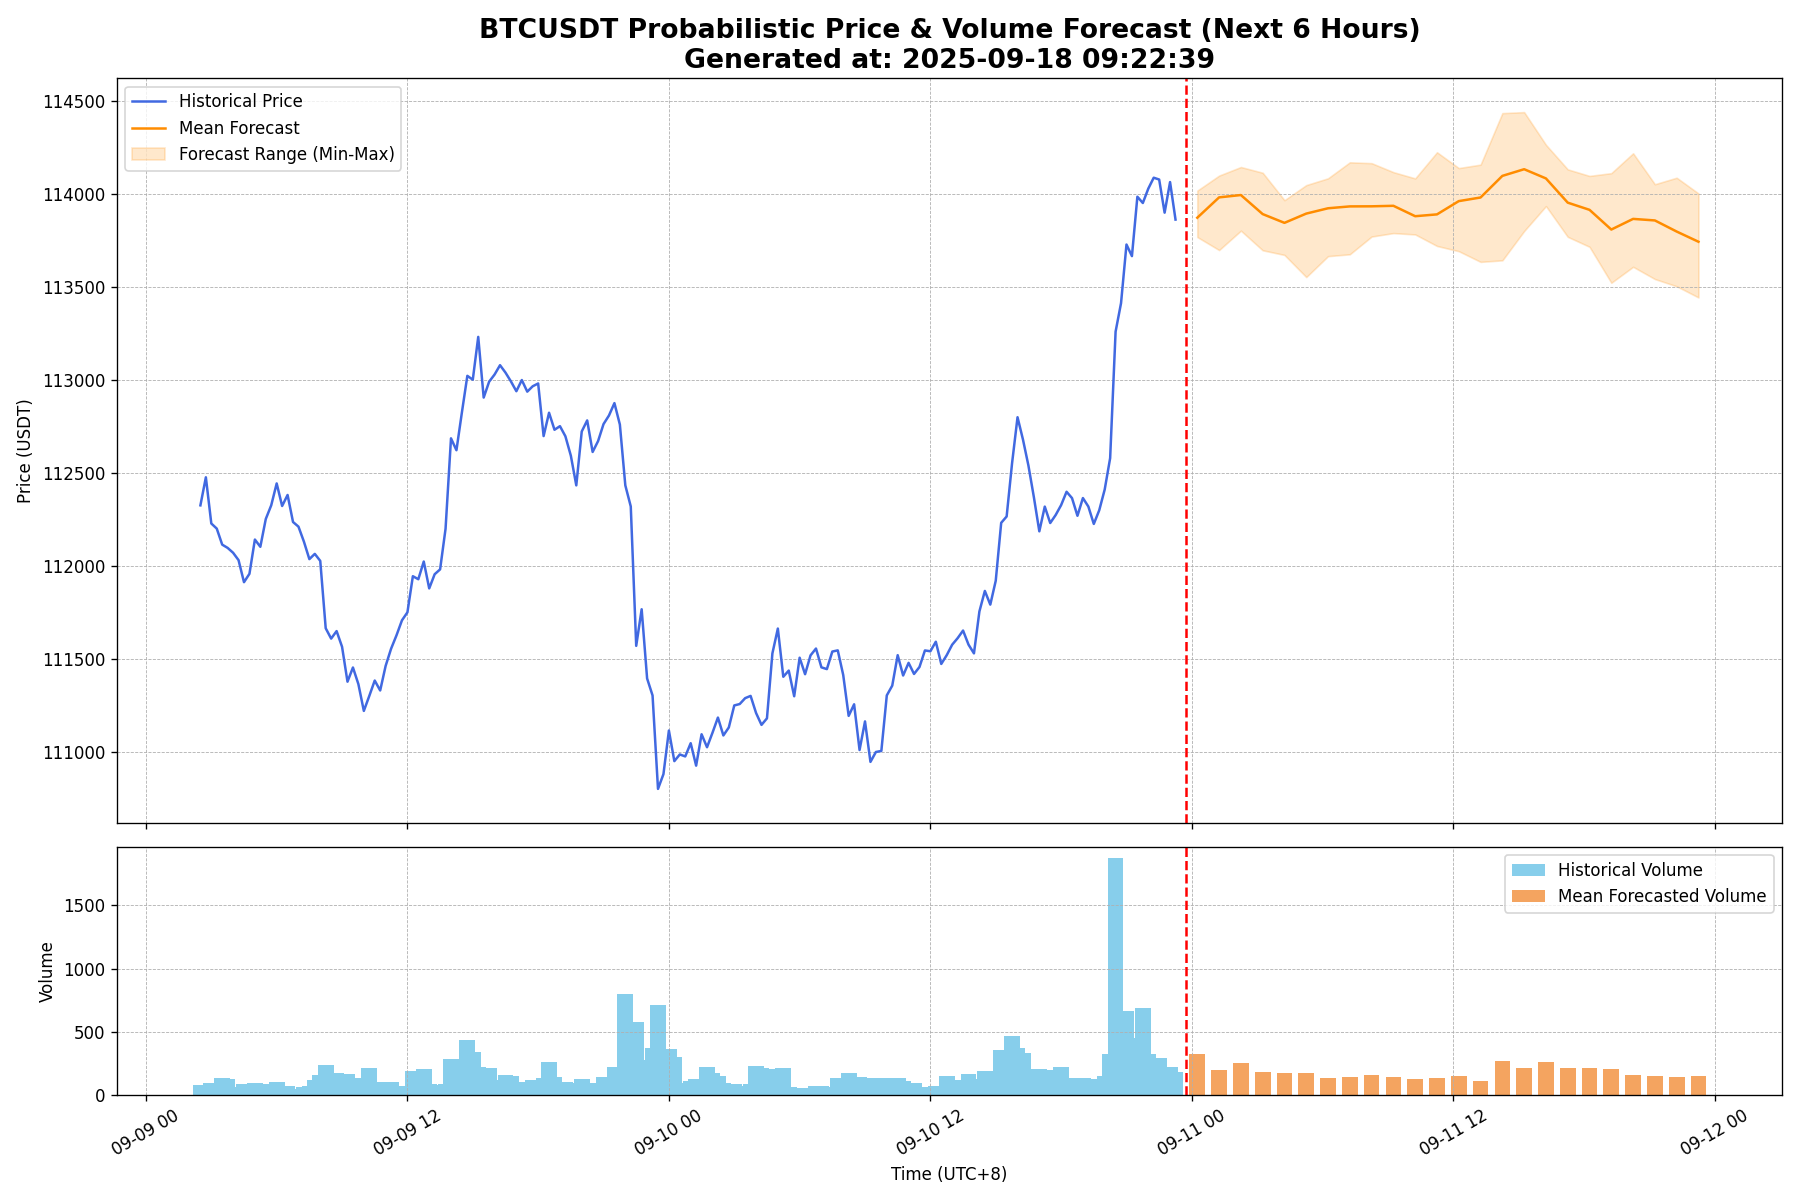 BTCUSDT Probabilistic Price & Volume Forecast (Next 6 Hours)
Generated at: 2025-09-18 09:22:39
Historical Price
Mean Forecast
Forecast Range (Min-Max)
Price (USDT)
114500
114000
113500
113000
112500
112000
111500
111000
Historical Volume
Mean Forecasted Volume
Volume
1500
1000
500
0
09-09 00
09-09 12
09-10 00
09-10 12
09-11 00
09-11 12
09-12 00
Time (UTC+8)